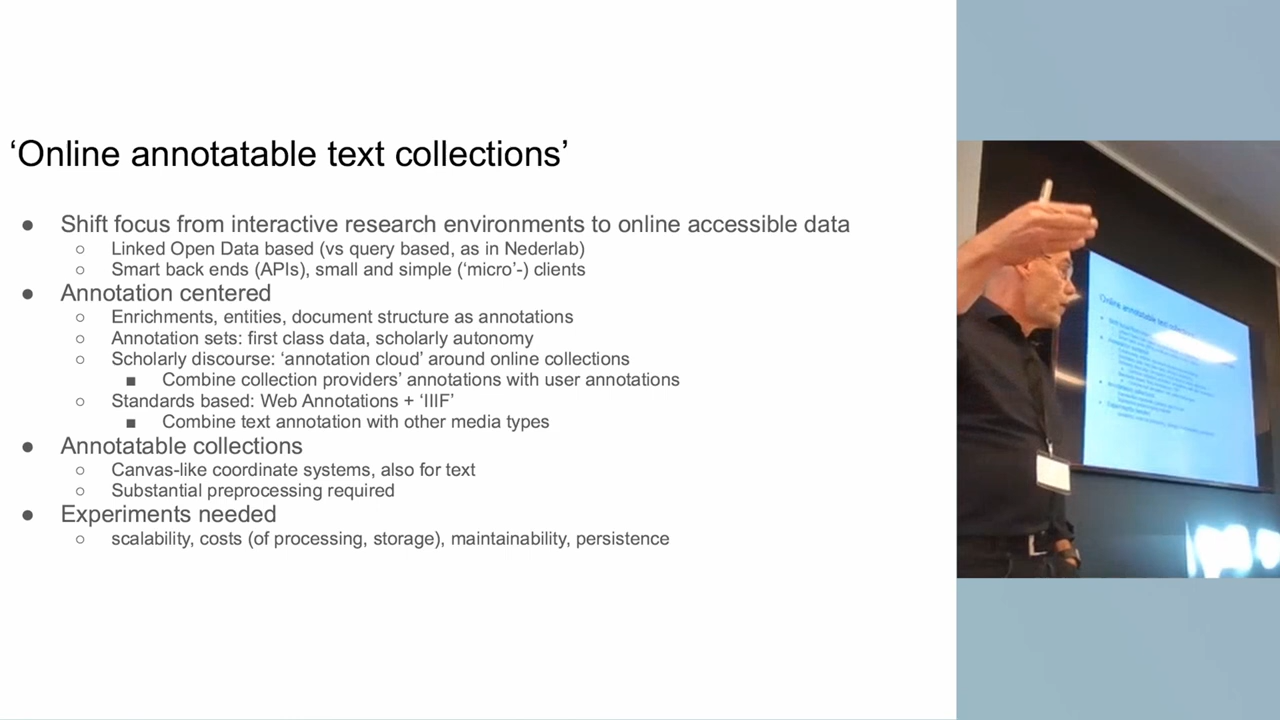 ‘Online annotatable text collections’
● Shift focus from interactive research environments to online accessible data
○ Linked Open Data based (vs query based, as in Nederlab)
○ Smart back ends (APIs), small and simple (‘micro’-) clients
● Annotation centered
○ Enrichments, entities, document structure as annotations
○ Annotation sets: first class data, scholarly autonomy
○ Scholarly discourse: ‘annotation cloud’ around online collections
■ Combine collection providers’ annotations with user annotations
○ Standards based: Web Annotations + ‘IIIF’
■ Combine text annotation with other media types
● Annotatable collections
○ Canvas-like coordinate systems, also for text
○ Substantial preprocessing required
● Experiments needed
○ scalability, costs (of processing, storage), maintainability, persistence
‘Online annotatable text